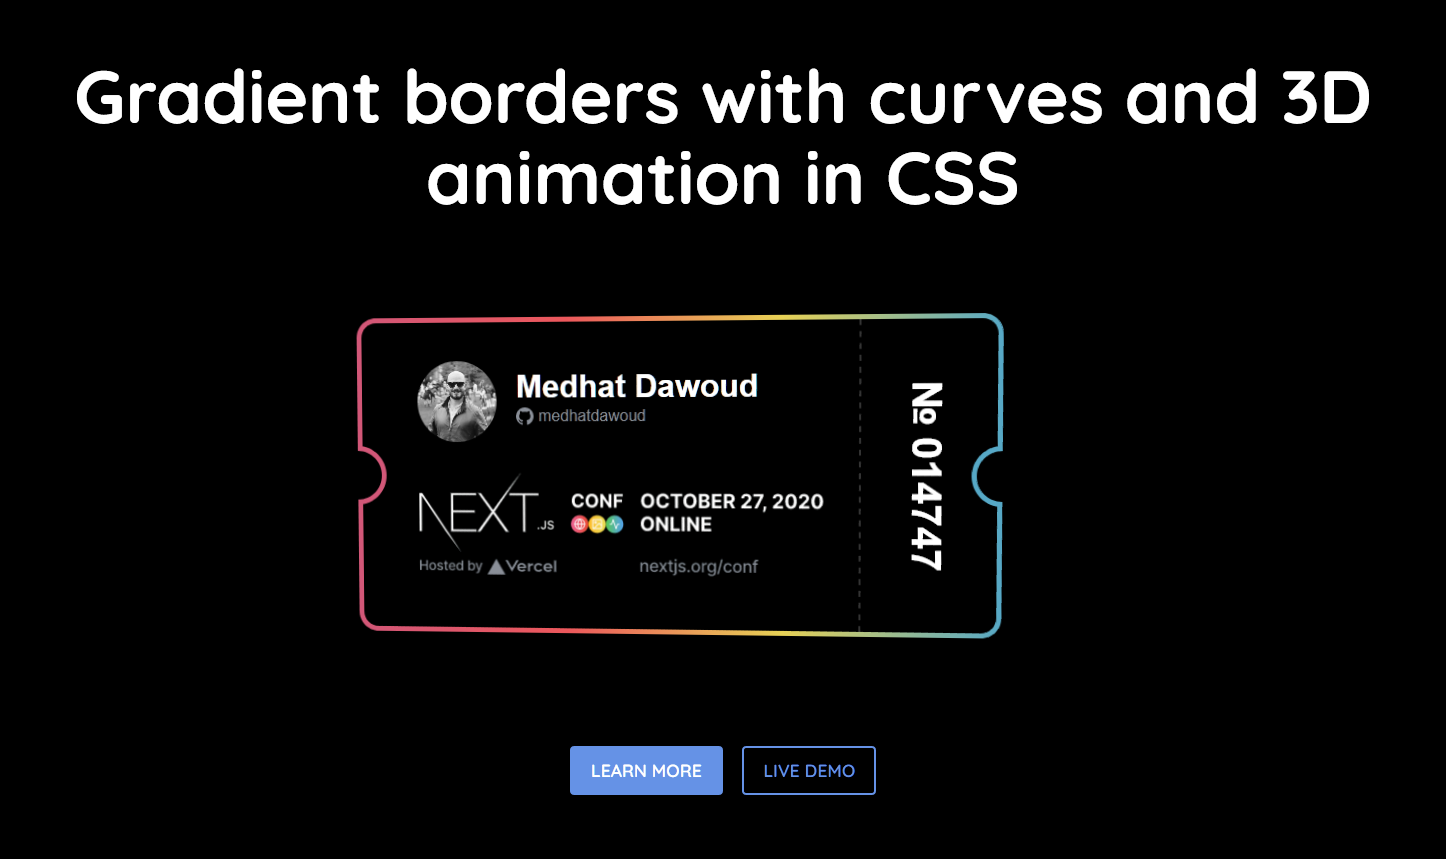 Gradient borders with curves and 3D
animation in CSS
Medhat Dawoud
medhatdawoud
№ 014747
NEXT.JS
CONF
OCTOBER 27, 2020
ONLINE
Hosted by Vercel
nextjs.org/conf
LEARN MORE
LIVE DEMO